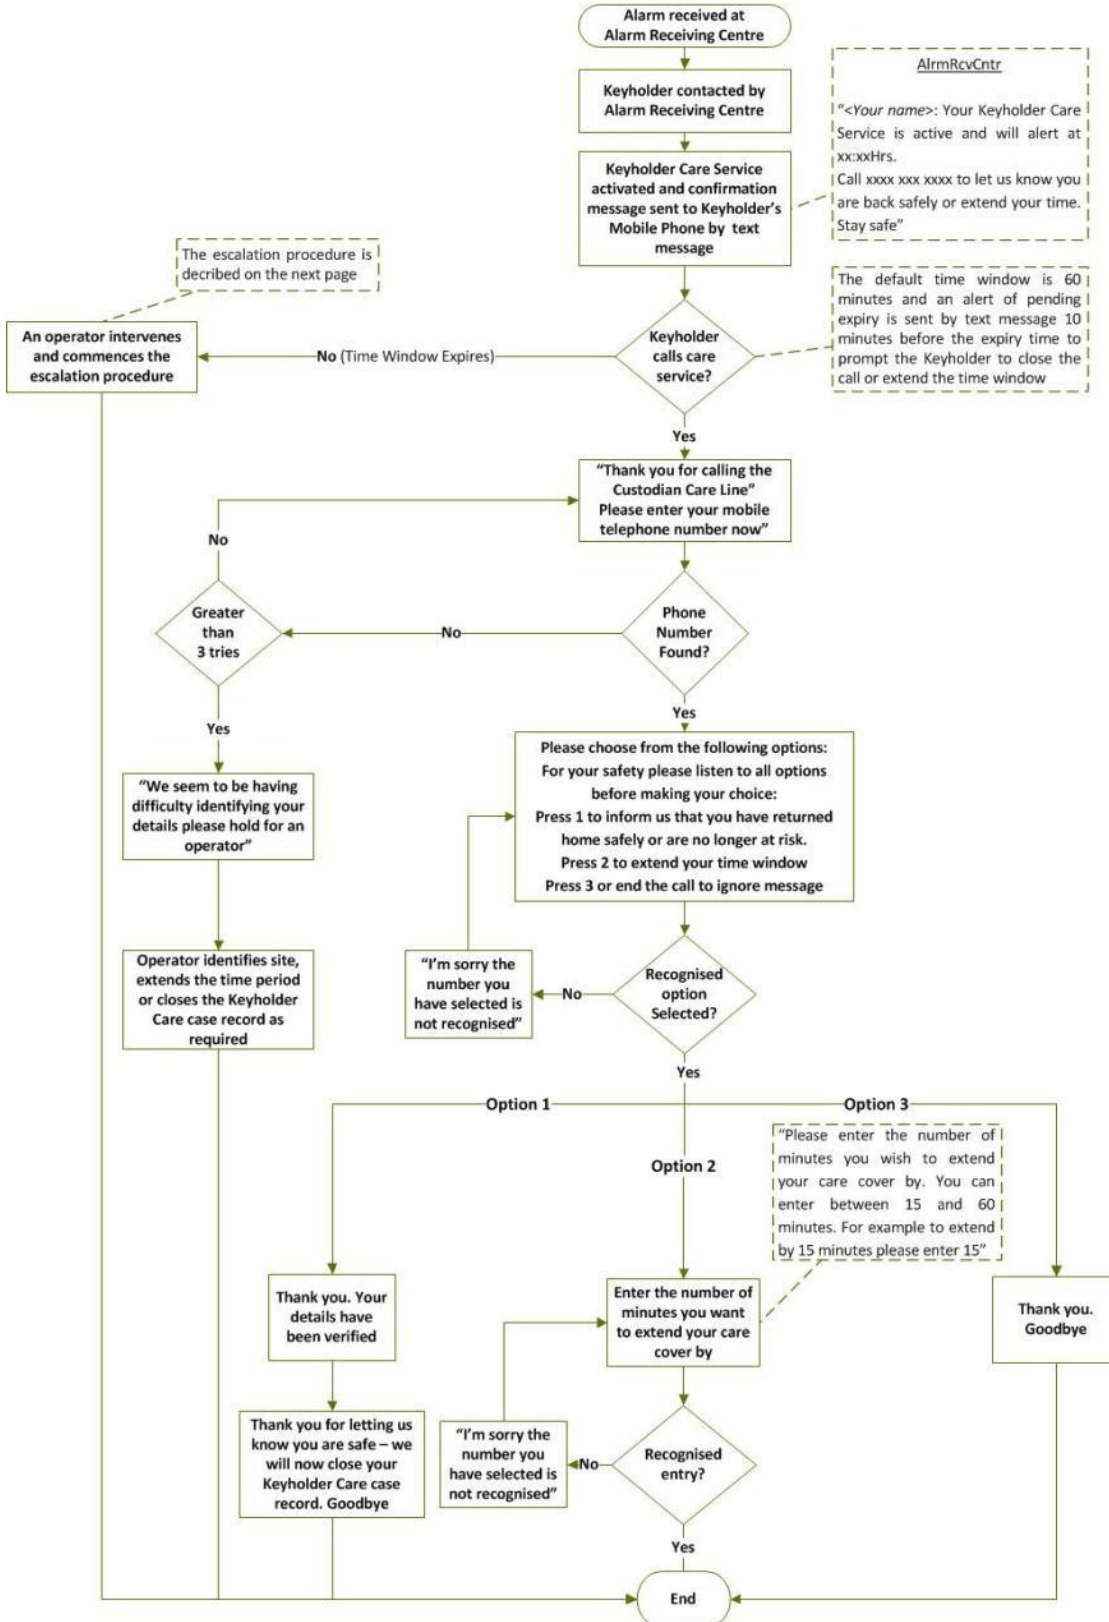 Alarm received at
Alarm Receiving Centre
Keyholder contacted by
Alarm Receiving Centre
AlrmRcvCntr
“<Your name>: Your Keyholder Care
Service is active and will alert at
xx:xxHrs.
Call xxxx xxx xxxx to let us know you
are back safely or extend your time.
Stay safe”
Keyholder Care Service
activated and confirmation
message sent to Keyholder’s
Mobile Phone by text
message
The escalation procedure is
decribed on the next page
The default time window is 60
minutes and an alert of pending
expiry is sent by text message 10
minutes before the expiry time to
prompt the Keyholder to close the
call or extend the time window
An operator intervenes
and commences the
escalation procedure
No (Time Window Expires)
Keyholder
calls care
service?
Yes
“Thank you for calling the
Custodian Care Line”
Please enter your mobile
telephone number now”
No
Greater
than
3 tries
No
Phone
Number
Found?
Yes
Yes
“We seem to be having
difficulty identifying your
details please hold for an
operator”
Please choose from the following options:
For your safety please listen to all options
before making your choice:
Press 1 to inform us that you have returned
home safely or are no longer at risk.
Press 2 to extend your time window
Press 3 or end the call to ignore message
Operator identifies site,
extends the time period
or closes the Keyholder
Care case record as
required
“I’m sorry the
number you
have selected is
not recognised”
No
Recognised
option
Selected?
Yes
Option 1
Option 3
Option 2
“Please enter the number of
minutes you wish to extend
your care cover by. You can
enter between 15 and 60
minutes. For example to extend
by 15 minutes please enter 15”
Thank you. Your
details have
been verified
Enter the number of
minutes you want
to extend your care
cover by
Thank you.
Goodbye
Thank you for letting us
know you are safe – we
will now close your
Keyholder Care case
record. Goodbye
“I’m sorry the
number you
have selected is
not recognised”
No
Recognised
entry?
Yes
End